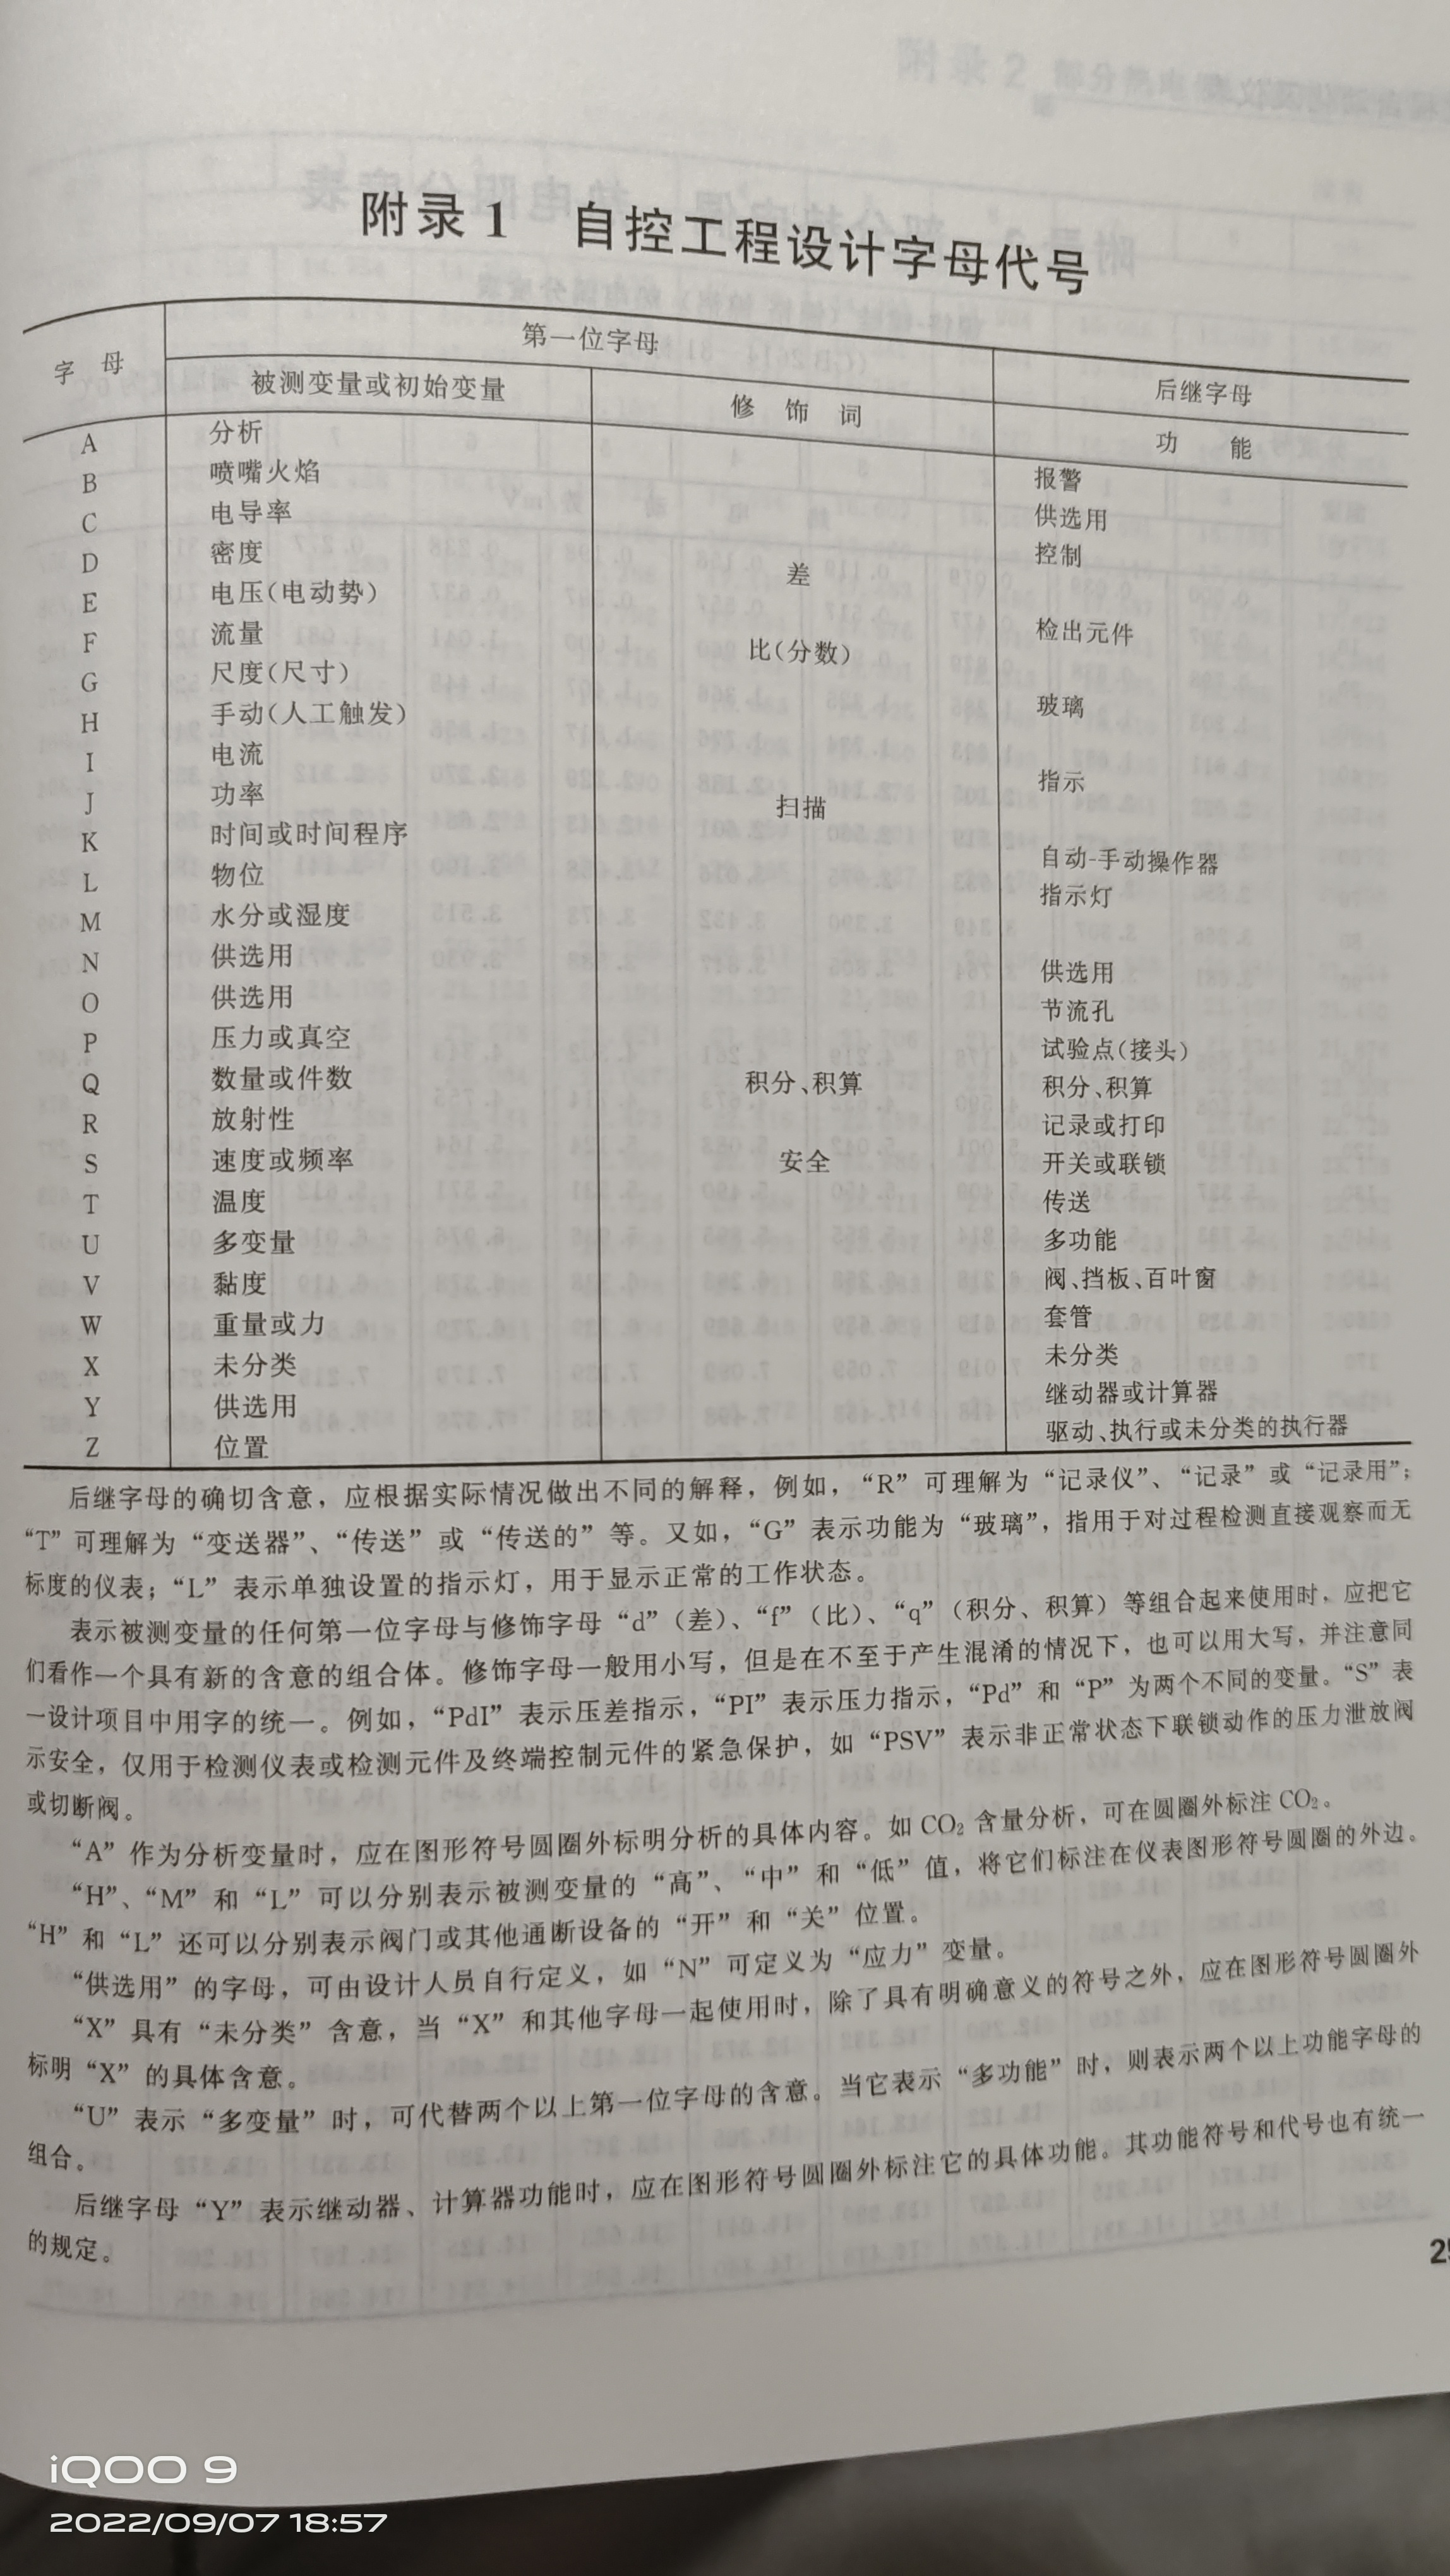 附录1 自控工程设计字母代号
字 母 第一位字母 后继字母
被测变量或初始变量 修 饰 词 功 能
A 分析 报警
B 喷嘴火焰 供选用
C 电导率 控制
D 密度 差
E 电压(电动势) 检出元件
F 流量 比(分数)
G 尺度(尺寸) 玻璃
H 手动(人工触发)
I 电流 指示
J 功率 扫描
K 时间或时间程序 自动-手动操作器
L 物位 指示灯
M 水分或湿度
N 供选用 供选用
O 供选用 节流孔
P 压力或真空 试验点(接头)
Q 数量或件数 积分、积算 积分、积算
R 放射性 记录或打印
S 速度或频率 安全 开关或联锁
T 温度 传送
U 多变量 多功能
V 黏度 阀、挡板、百叶窗
W 重量或力 套管
X 未分类 未分类
Y 供选用 继动器或计算器
Z 位置 驱动、执行或未分类的执行器
后继字母的确切含意，应根据实际情况做出不同的解释，例如，“R”可理解为“记录仪”、“记录”或“记录用”；
“T”可理解为“变送器”、“传送”或“传送的”等。又如，“G”表示功能为“玻璃”，指用于对过程检测直接观察而无
标度的仪表；“L”表示单独设置的指示灯，用于显示正常的工作状态。
表示被测变量的任何第一位字母与修饰字母“d”（差）、“f”（比）、“q”（积分、积算）等组合起来使用时，应把它
们看作一个具有新的含意的组合体。修饰字母一般用小写，但是在不至于产生混淆的情况下，也可以用大写，并注意同
一设计项目中用字的统一。例如，“PdI”表示压差指示，“PI”表示压力指示，“Pd”和“P”为两个不同的变量。“S”表
示安全，仅用于检测仪表或检测元件及终端控制元件的紧急保护，如“PSV”表示非正常状态下联锁动作的压力泄放阀
或切断阀。
“A”作为分析变量时，应在图形符号圆圈外标明分析的具体内容。如CO₂含量分析，可在圆圈外标注CO₂。
“H”、“M”和“L”可以分别表示被测变量的“高”、“中”和“低”值，将它们标注在仪表图形符号圆圈的外边。
“H”和“L”还可以分别表示阀门或其他通断设备的“开”和“关”位置。
“供选用”的字母，可由设计人员自行定义，如“N”可定义为“应力”变量。
“X”具有“未分类”含意，当“X”和其他字母一起使用时，除了具有明确意义的符号之外，应在图形符号圆圈外
标明“X”的具体含意。
“U”表示“多变量”时，可代替两个以上第一位字母的含意。当它表示“多功能”时，则表示两个以上功能字母的
组合。
后继字母“Y”表示继动器、计算器功能时，应在图形符号圆圈外标注它的具体功能。其功能符号和代号也有统一
的规定。
iQOO 9
2022/09/07 18:57